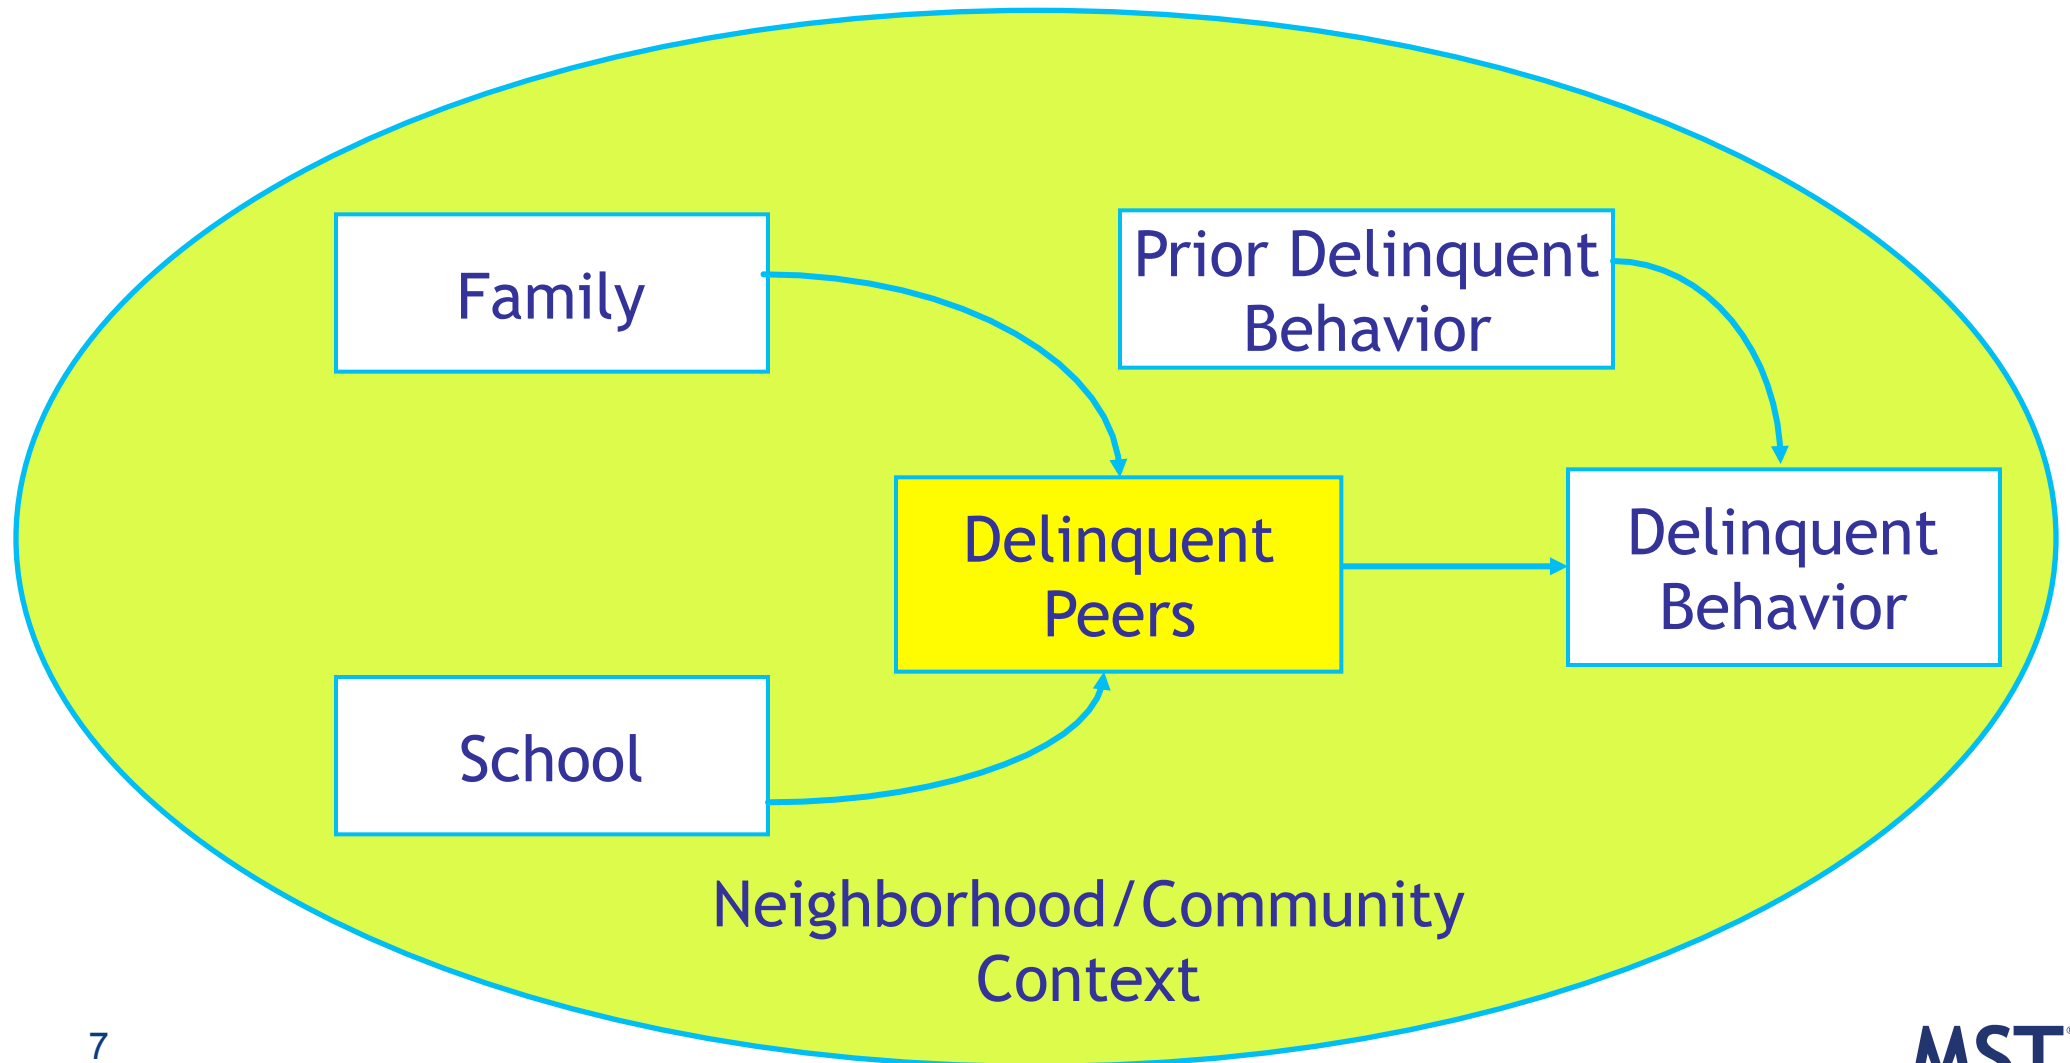 Family
Prior Delinquent
Behavior
Delinquent
Peers
Delinquent
Behavior
School
Neighborhood/Community
Context
7
MST®